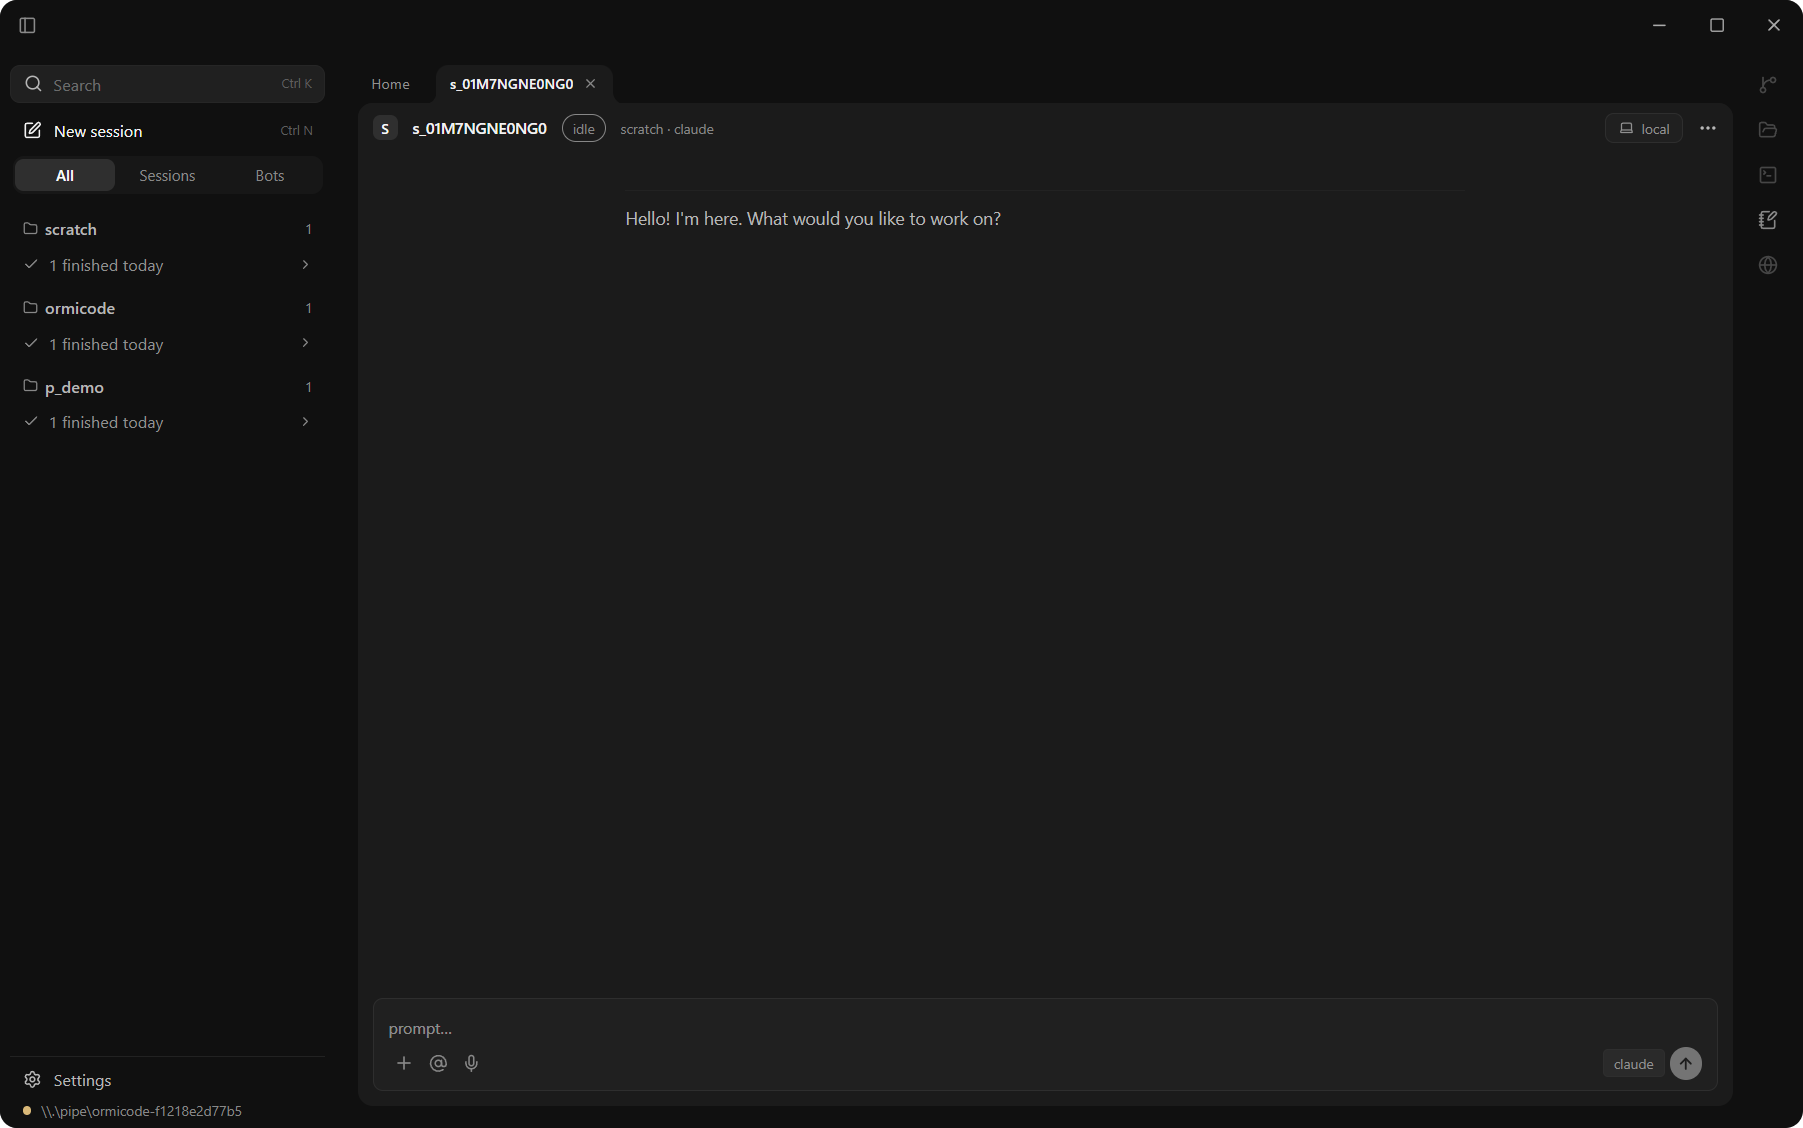 Search Ctrl K
New session Ctrl N
All Sessions Bots
scratch 1
1 finished today
ormicode 1
1 finished today
p_demo 1
1 finished today
Settings
\\.\pipe\ormicode-f1218e2d77b5
Home s_01M7NGNE0NG0
S s_01M7NGNE0NG0 idle scratch · claude local
Hello! I'm here. What would you like to work on?
prompt...
claude